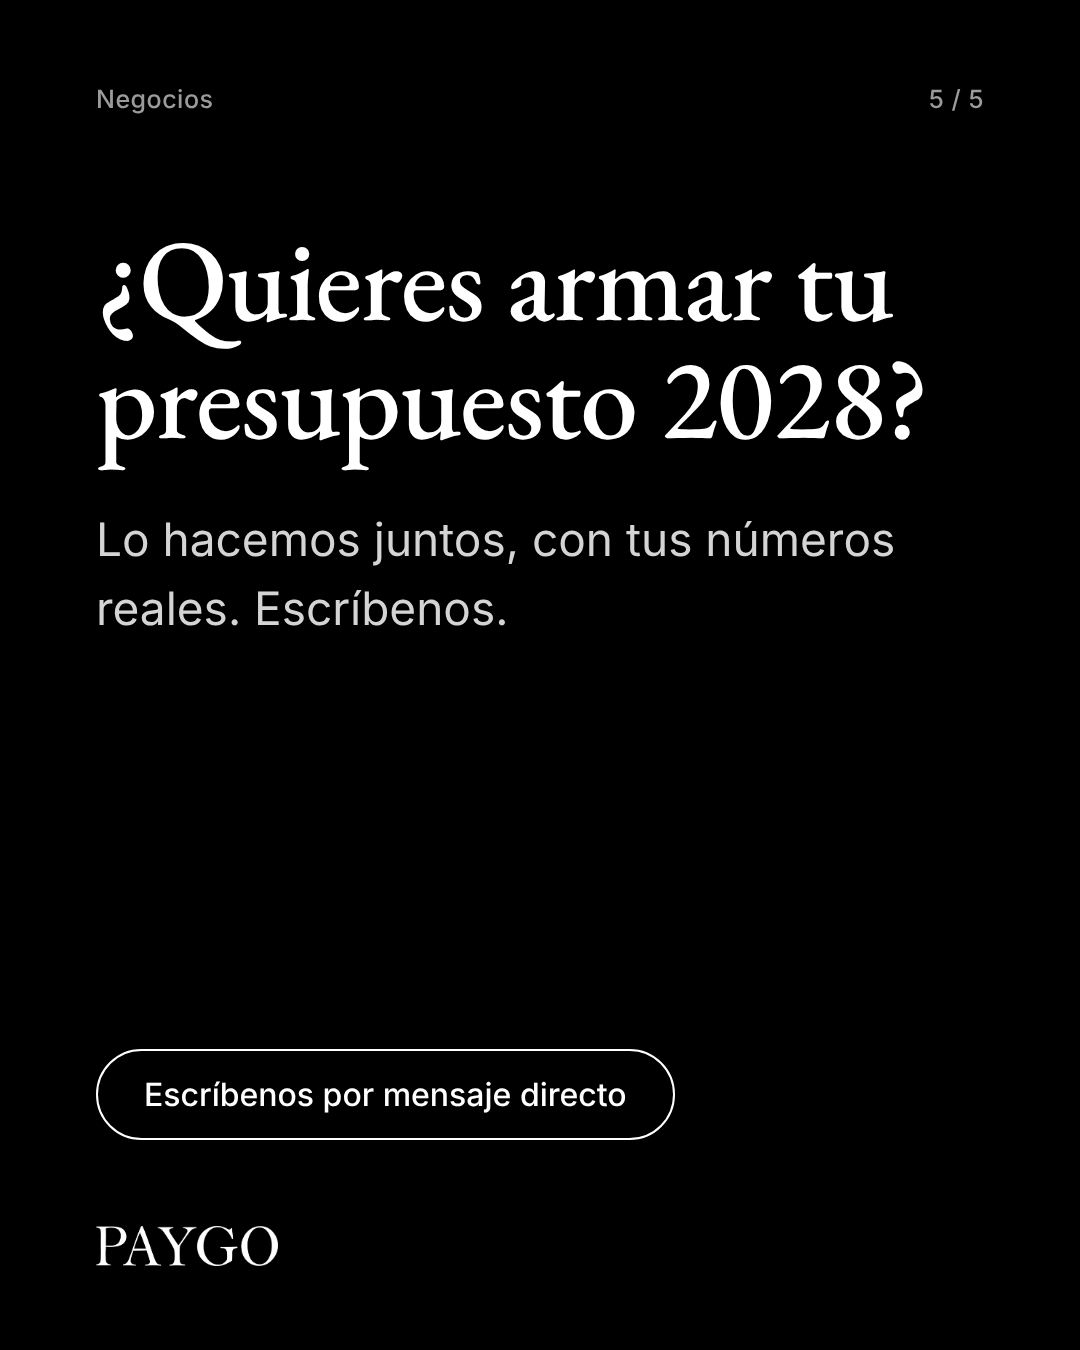 Negocios
5 / 5
¿Quieres armar tu
presupuesto 2028?
Lo hacemos juntos, con tus números
reales. Escríbenos.
Escríbenos por mensaje directo
PAYGO